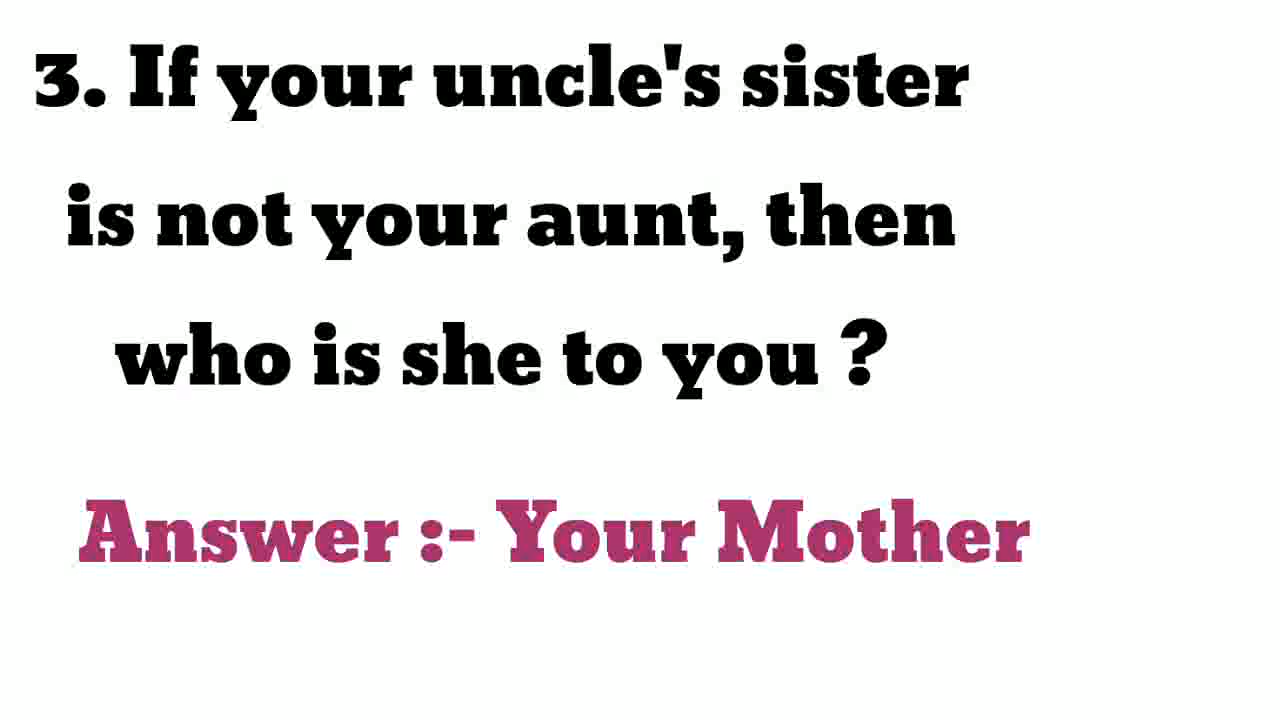 3. If your uncle's sister
is not your aunt, then
who is she to you ?
Answer :- Your Mother